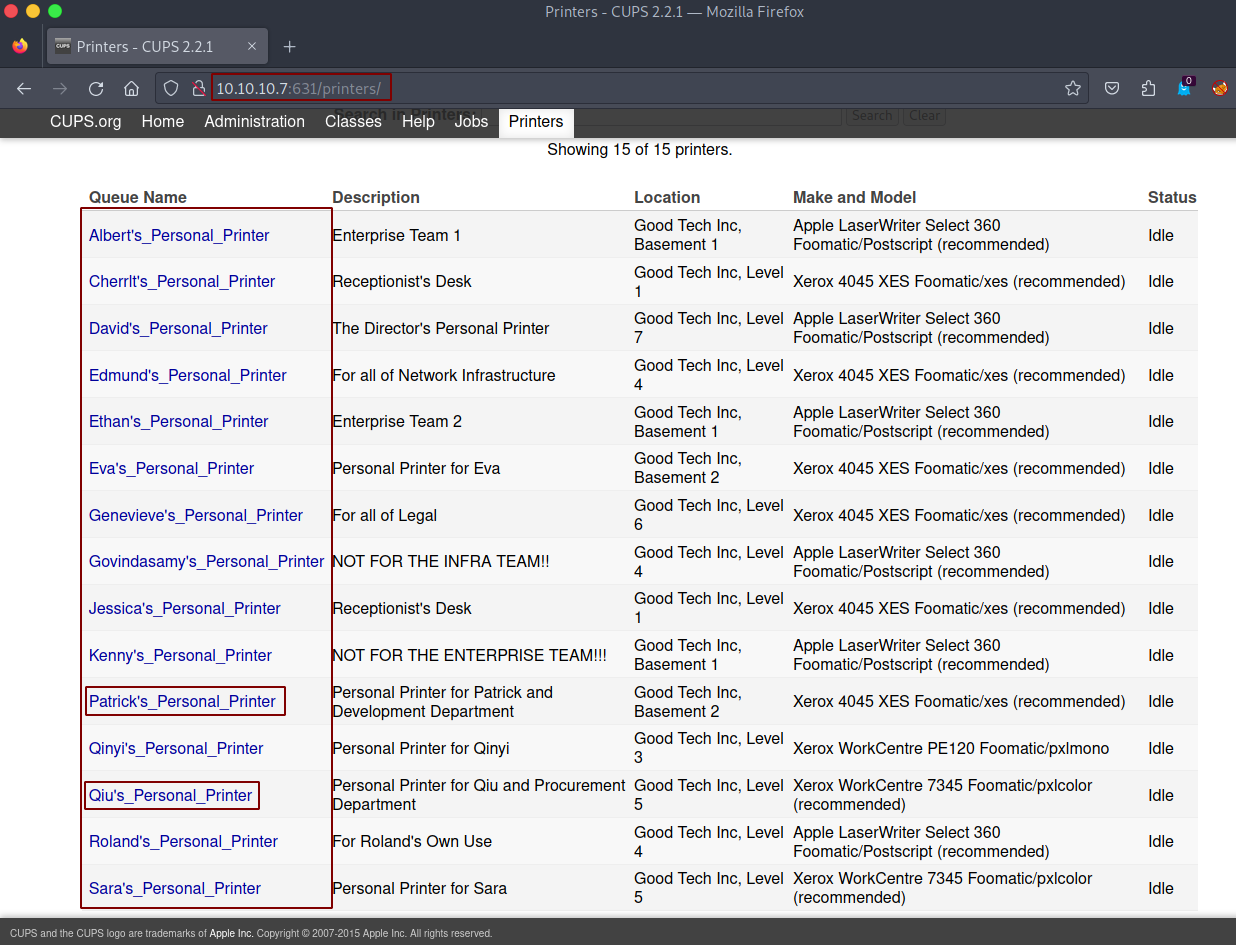 Printers - CUPS 2.2.1 — Mozilla Firefox
CUPS Printers - CUPS 2.2.1
10.10.10.7:631/printers/
0
Search in Printers: Search Clear
CUPS.org Home Administration Classes Help Jobs Printers
Showing 15 of 15 printers.
Queue Name Description Location Make and Model Status
Albert's_Personal_Printer Enterprise Team 1 Good Tech Inc, Basement 1 Apple LaserWriter Select 360 Foomatic/Postscript (recommended) Idle
Cherrlt's_Personal_Printer Receptionist's Desk Good Tech Inc, Level 1 Xerox 4045 XES Foomatic/xes (recommended) Idle
David's_Personal_Printer The Director's Personal Printer Good Tech Inc, Level 7 Apple LaserWriter Select 360 Foomatic/Postscript (recommended) Idle
Edmund's_Personal_Printer For all of Network Infrastructure Good Tech Inc, Level 4 Xerox 4045 XES Foomatic/xes (recommended) Idle
Ethan's_Personal_Printer Enterprise Team 2 Good Tech Inc, Basement 1 Apple LaserWriter Select 360 Foomatic/Postscript (recommended) Idle
Eva's_Personal_Printer Personal Printer for Eva Good Tech Inc, Basement 2 Xerox 4045 XES Foomatic/xes (recommended) Idle
Genevieve's_Personal_Printer For all of Legal Good Tech Inc, Level 6 Xerox 4045 XES Foomatic/xes (recommended) Idle
Govindasamy's_Personal_Printer NOT FOR THE INFRA TEAM!! Good Tech Inc, Level 4 Apple LaserWriter Select 360 Foomatic/Postscript (recommended) Idle
Jessica's_Personal_Printer Receptionist's Desk Good Tech Inc, Level 1 Xerox 4045 XES Foomatic/xes (recommended) Idle
Kenny's_Personal_Printer NOT FOR THE ENTERPRISE TEAM!!! Good Tech Inc, Basement 1 Apple LaserWriter Select 360 Foomatic/Postscript (recommended) Idle
Patrick's_Personal_Printer Personal Printer for Patrick and Development Department Good Tech Inc, Basement 2 Xerox 4045 XES Foomatic/xes (recommended) Idle
Qinyi's_Personal_Printer Personal Printer for Qinyi Good Tech Inc, Level 3 Xerox WorkCentre PE120 Foomatic/pxlmono Idle
Qiu's_Personal_Printer Personal Printer for Qiu and Procurement Department Good Tech Inc, Level 5 Xerox WorkCentre 7345 Foomatic/pxlcolor (recommended) Idle
Roland's_Personal_Printer For Roland's Own Use Good Tech Inc, Level 4 Apple LaserWriter Select 360 Foomatic/Postscript (recommended) Idle
Sara's_Personal_Printer Personal Printer for Sara Good Tech Inc, Level 5 Xerox WorkCentre 7345 Foomatic/pxlcolor (recommended) Idle
CUPS and the CUPS logo are trademarks of Apple Inc. Copyright © 2007-2015 Apple Inc. All rights reserved.